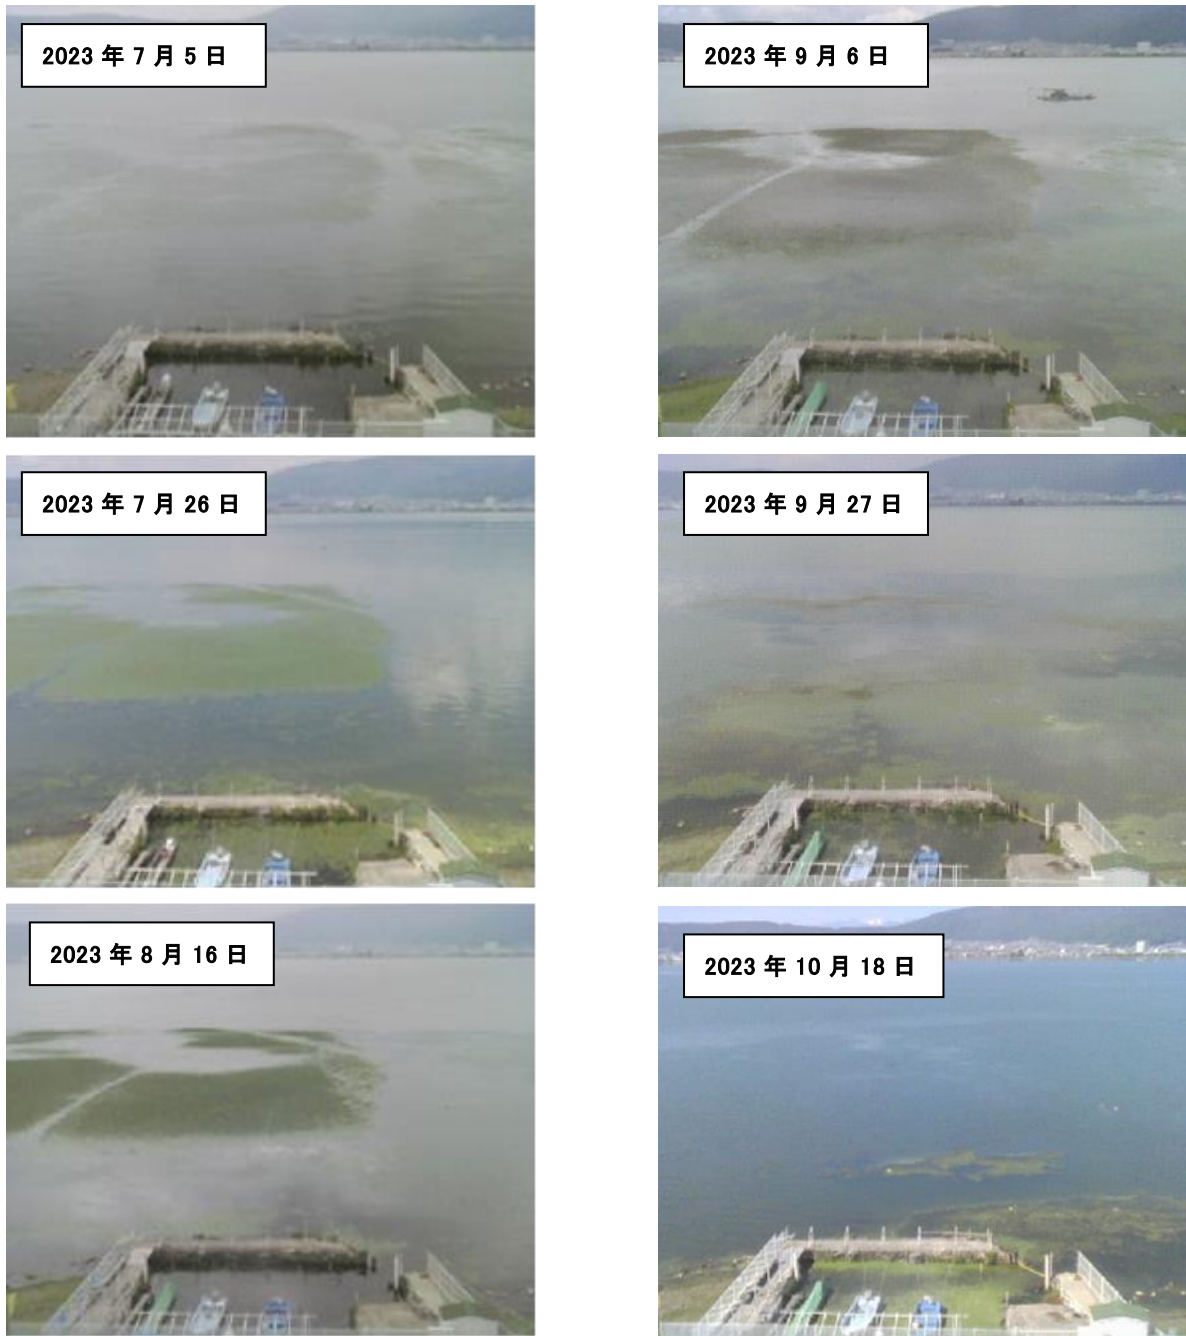 2023 年 7 月 5 日
2023 年 7 月 26 日
2023 年 8 月 16 日
2023 年 9 月 6 日
2023 年 9 月 27 日
2023 年 10 月 18 日